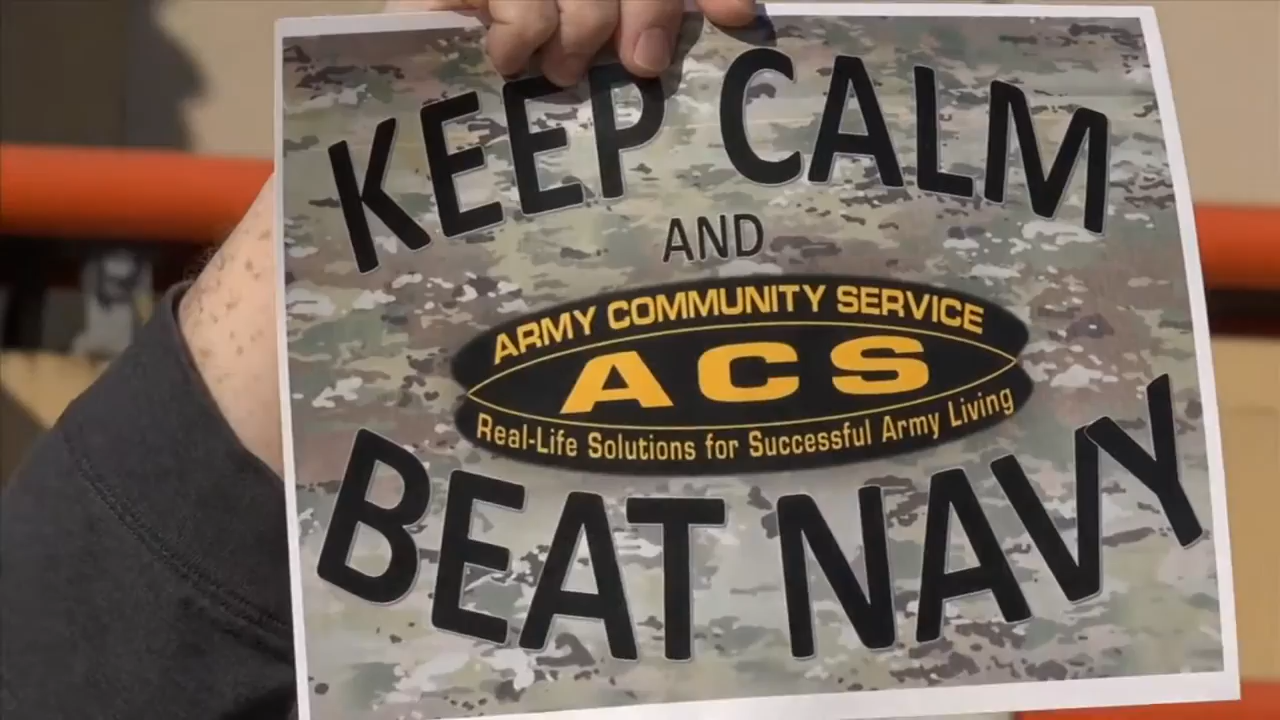 KEEP CALM
AND
ARMY COMMUNITY SERVICE
ACS
Real-Life Solutions for Successful Army Living
BEAT NAVY